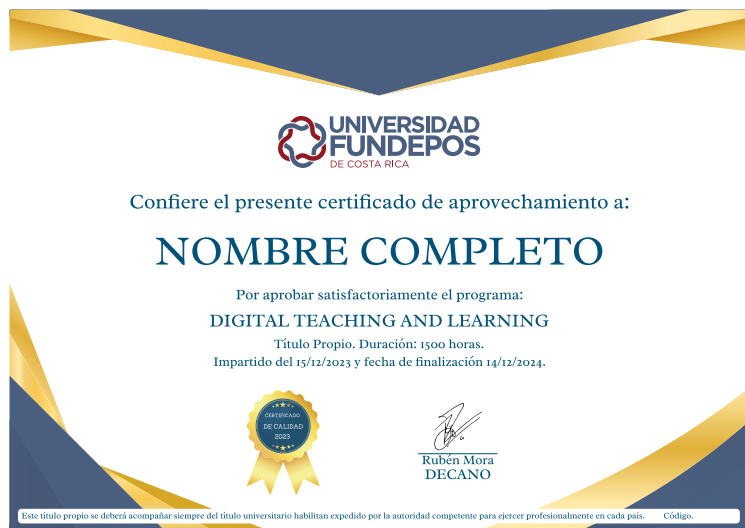 UNIVERSIDAD
FUNDEPOS
DE COSTA RICA
Confiere el presente certificado de aprovechamiento a:
NOMBRE COMPLETO
Por aprobar satisfactoriamente el programa:
DIGITAL TEACHING AND LEARNING
Título Propio. Duración: 1500 horas.
Impartido del 15/12/2023 y fecha de finalización 14/12/2024.
CERTIFICADO
DE CALIDAD
2023
Rubén Mora
DECANO
Este título propio se deberá acompañar siempre del título universitario habilitan expedido por la autoridad competente para ejercer profesionalmente en cada país. Código.